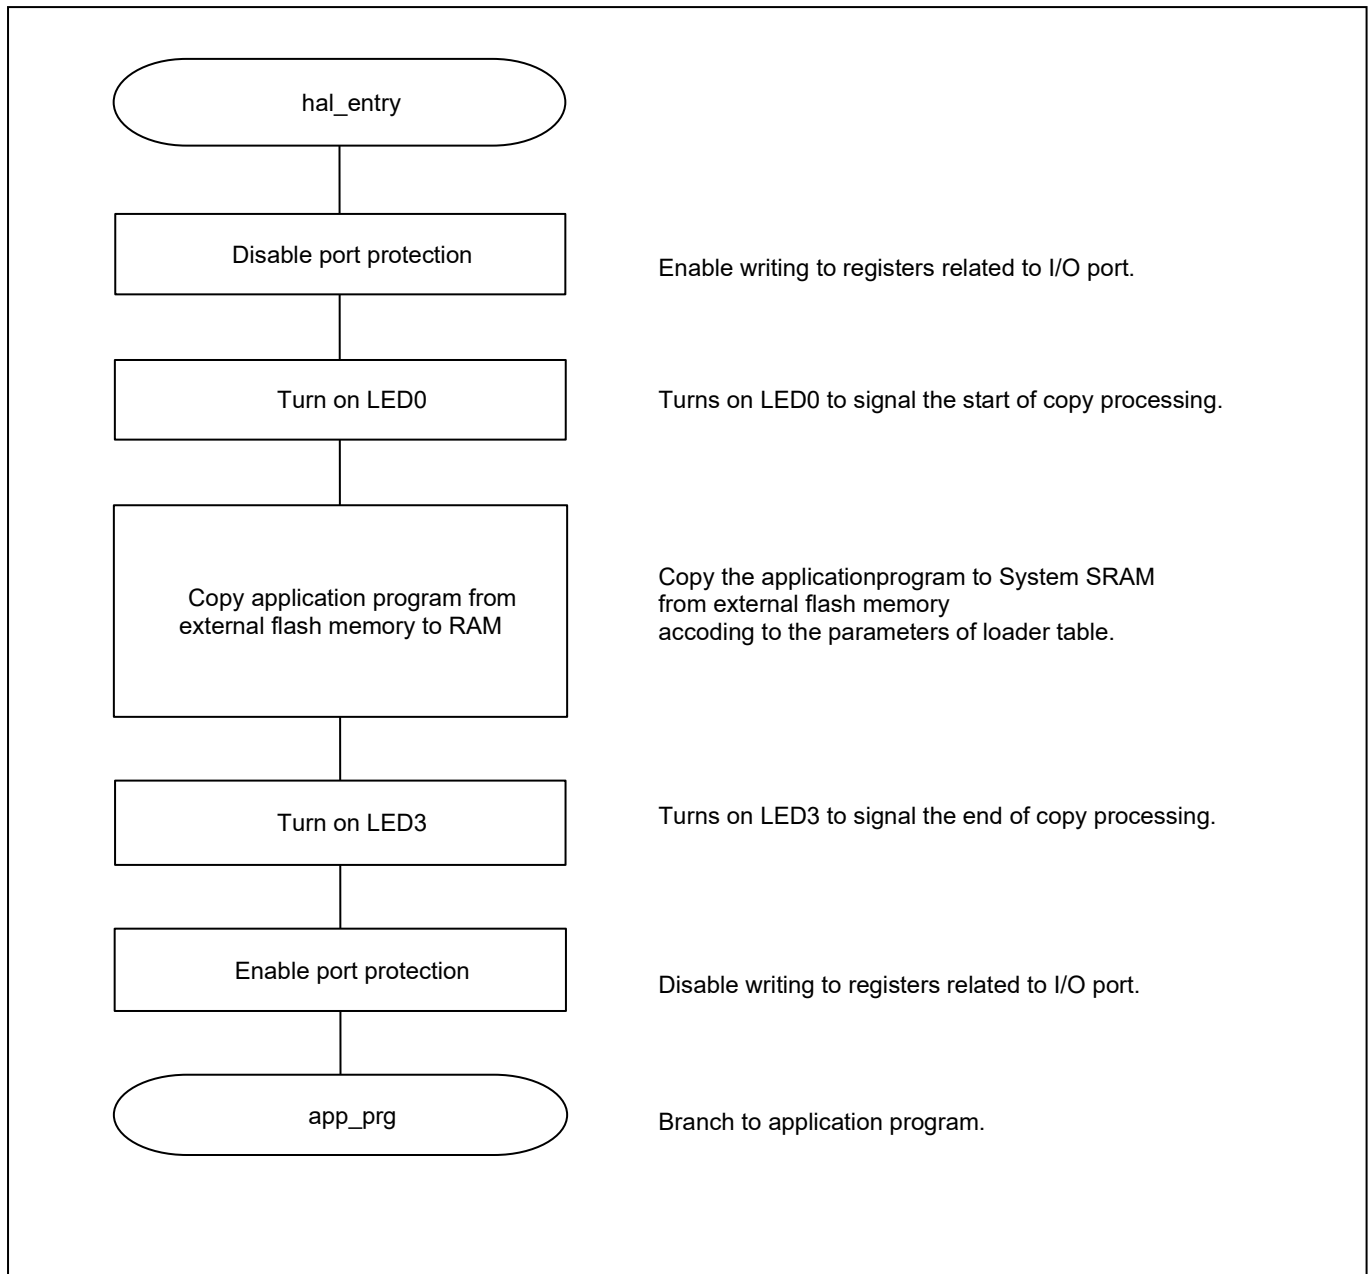 hal_entry
Disable port protection
Enable writing to registers related to I/O port.
Turn on LED0
Turns on LED0 to signal the start of copy processing.
Copy application program from
external flash memory to RAM
Copy the applicationprogram to System SRAM
from external flash memory
accoding to the parameters of loader table.
Turn on LED3
Turns on LED3 to signal the end of copy processing.
Enable port protection
Disable writing to registers related to I/O port.
app_prg
Branch to application program.